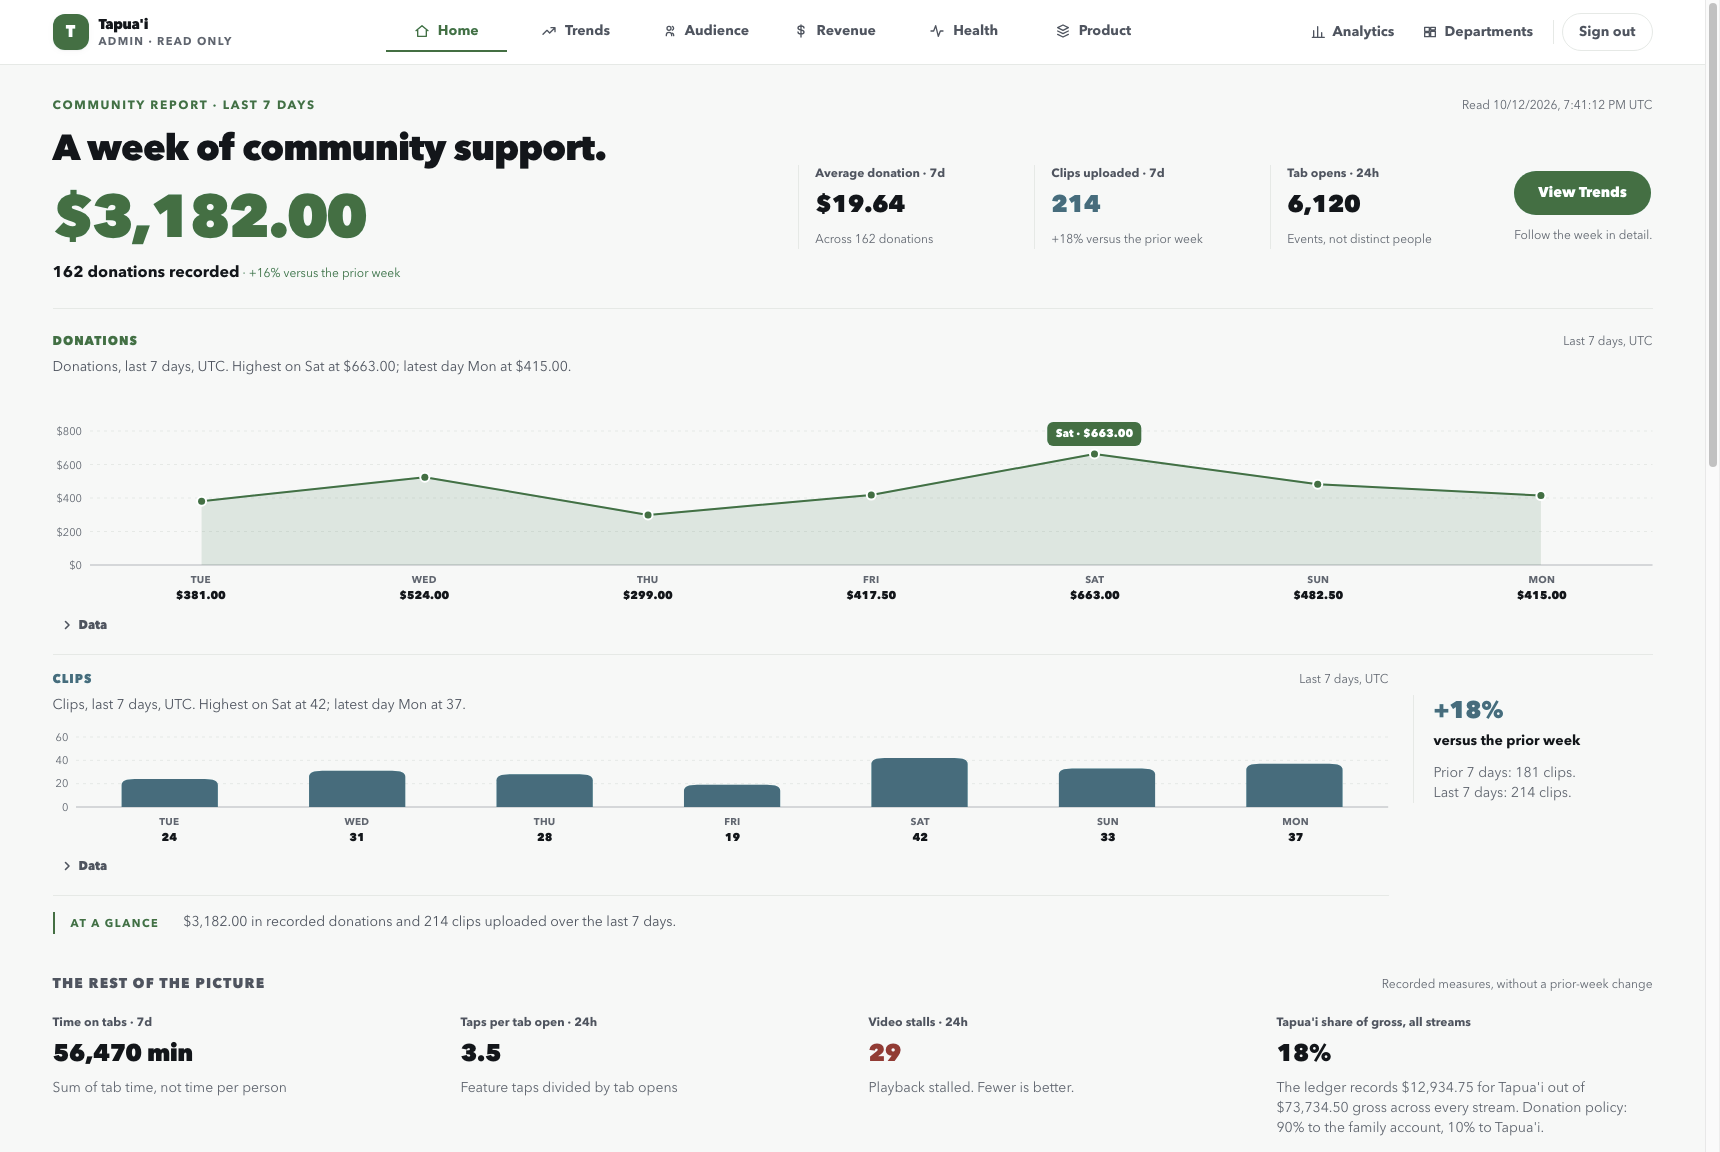 T
Tapua'i
ADMIN · READ ONLY
Home
Trends
Audience
Revenue
Health
Product
Analytics
Departments
Sign out
COMMUNITY REPORT · LAST 7 DAYS
Read 10/12/2026, 7:41:12 PM UTC
A week of community support.
$3,182.00
162 donations recorded · +16% versus the prior week
Average donation · 7d
$19.64
Across 162 donations
Clips uploaded · 7d
214
+18% versus the prior week
Tab opens · 24h
6,120
Events, not distinct people
View Trends
Follow the week in detail.
DONATIONS
Last 7 days, UTC
Donations, last 7 days, UTC. Highest on Sat at $663.00; latest day Mon at $415.00.
$800
$600
$400
$200
$0
Sat · $663.00
TUE
$381.00
WED
$524.00
THU
$299.00
FRI
$417.50
SAT
$663.00
SUN
$482.50
MON
$415.00
Data
CLIPS
Last 7 days, UTC
Clips, last 7 days, UTC. Highest on Sat at 42; latest day Mon at 37.
60
40
20
0
TUE
24
WED
31
THU
28
FRI
19
SAT
42
SUN
33
MON
37
+18%
versus the prior week
Prior 7 days: 181 clips.
Last 7 days: 214 clips.
Data
AT A GLANCE
$3,182.00 in recorded donations and 214 clips uploaded over the last 7 days.
THE REST OF THE PICTURE
Recorded measures, without a prior-week change
Time on tabs · 7d
56,470 min
Sum of tab time, not time per person
Taps per tab open · 24h
3.5
Feature taps divided by tab opens
Video stalls · 24h
29
Playback stalled. Fewer is better.
Tapua'i share of gross, all streams
18%
The ledger records $12,934.75 for Tapua'i out of
$73,734.50 gross across every stream. Donation policy:
90% to the family account, 10% to Tapua'i.